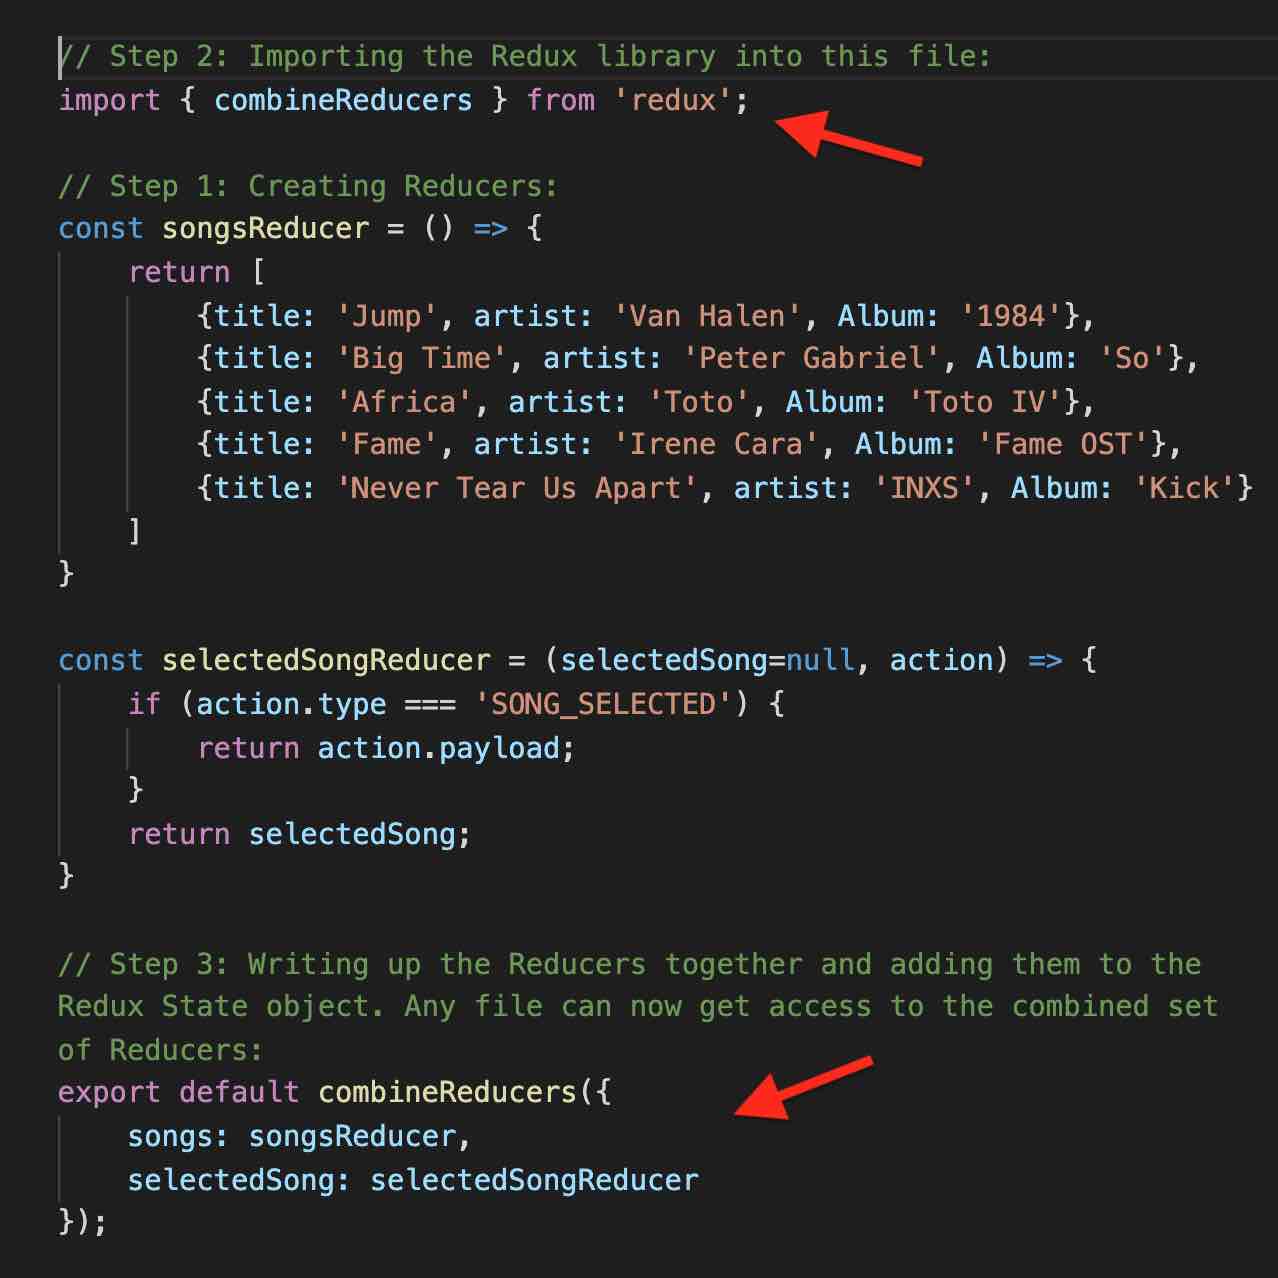 // Step 2: Importing the Redux library into this file:
import { combineReducers } from 'redux';
// Step 1: Creating Reducers:
const songsReducer = () => {
    return [
        {title: 'Jump', artist: 'Van Halen', Album: '1984'},
        {title: 'Big Time', artist: 'Peter Gabriel', Album: 'So'},
        {title: 'Africa', artist: 'Toto', Album: 'Toto IV'},
        {title: 'Fame', artist: 'Irene Cara', Album: 'Fame OST'},
        {title: 'Never Tear Us Apart', artist: 'INXS', Album: 'Kick'}
    ]
}
const selectedSongReducer = (selectedSong=null, action) => {
    if (action.type === 'SONG_SELECTED') {
        return action.payload;
    }
    return selectedSong;
}
// Step 3: Writing up the Reducers together and adding them to the
Redux State object. Any file can now get access to the combined set
of Reducers:
export default combineReducers({
    songs: songsReducer,
    selectedSong: selectedSongReducer
});